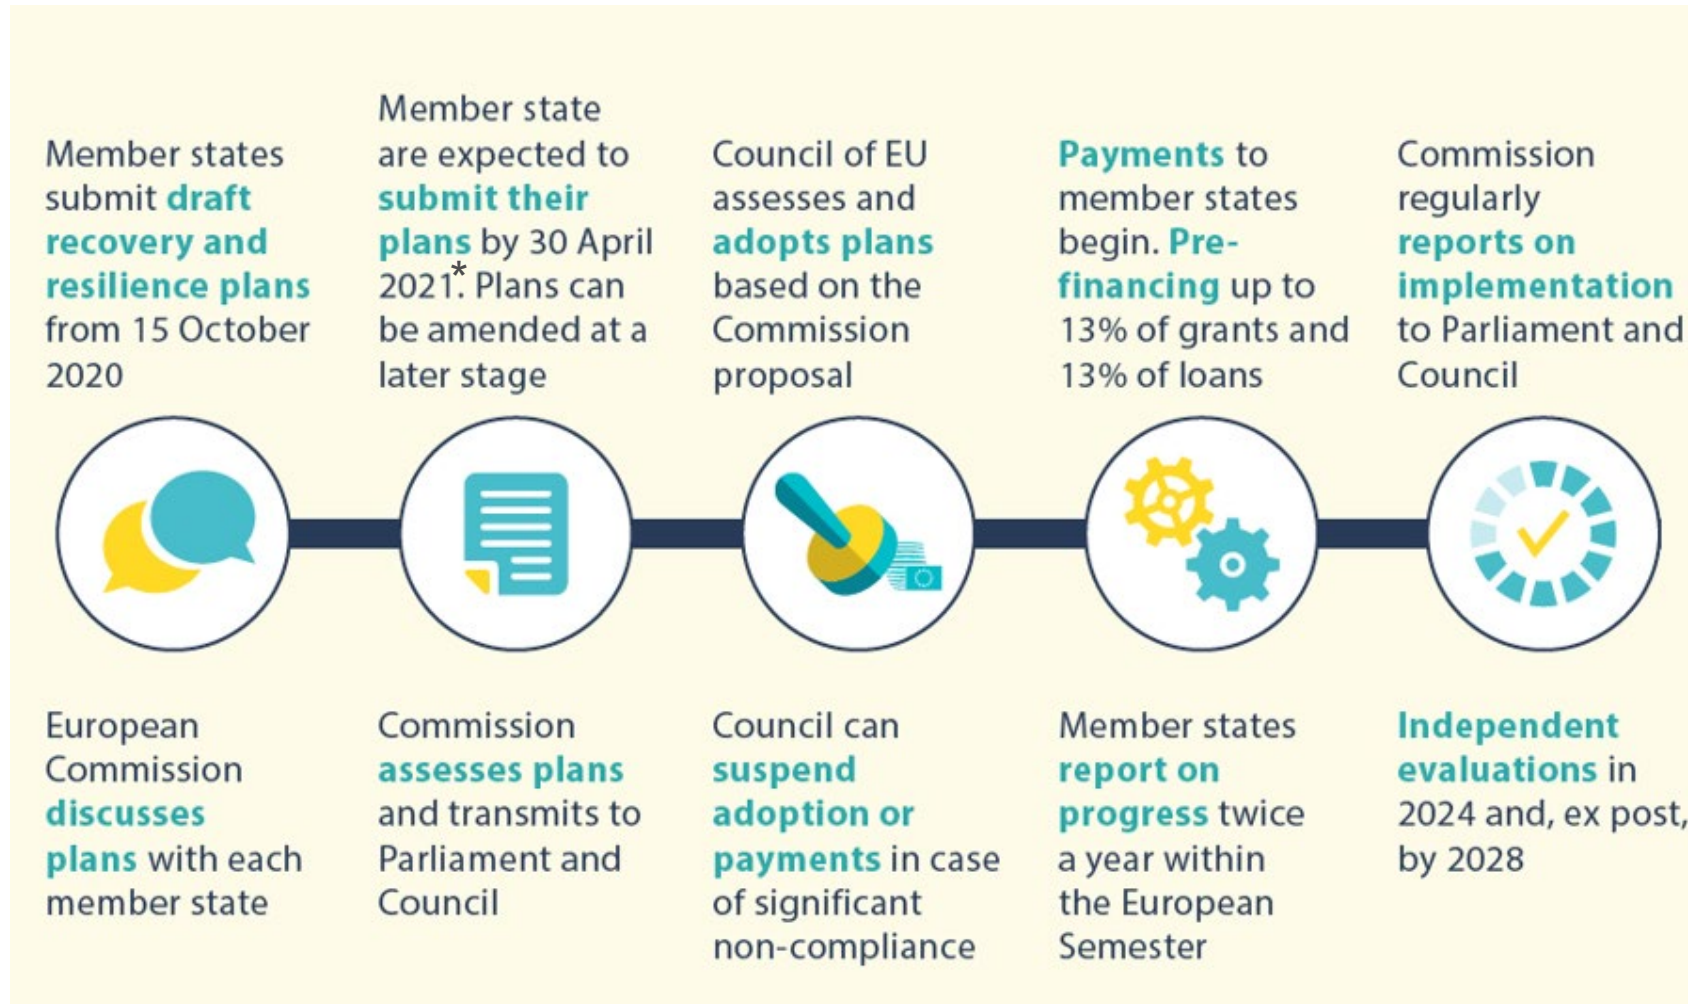 Member states
submit draft
recovery and
resilience plans
from 15 October
2020
Member state
are expected to
submit their
plans by 30 April
2021*. Plans can
be amended at a
later stage
Council of EU
assesses and
adopts plans
based on the
Commission
proposal
Payments to
member states
begin. Pre-
financing up to
13% of grants and
13% of loans
Commission
regularly
reports on
implementation
to Parliament and
Council
European
Commission
discusses
plans with each
member state
Commission
assesses plans
and transmits to
Parliament and
Council
Council can
suspend
adoption or
payments in case
of significant
non-compliance
Member states
report on
progress twice
a year within
the European
Semester
Independent
evaluations in
2024 and, ex post,
by 2028